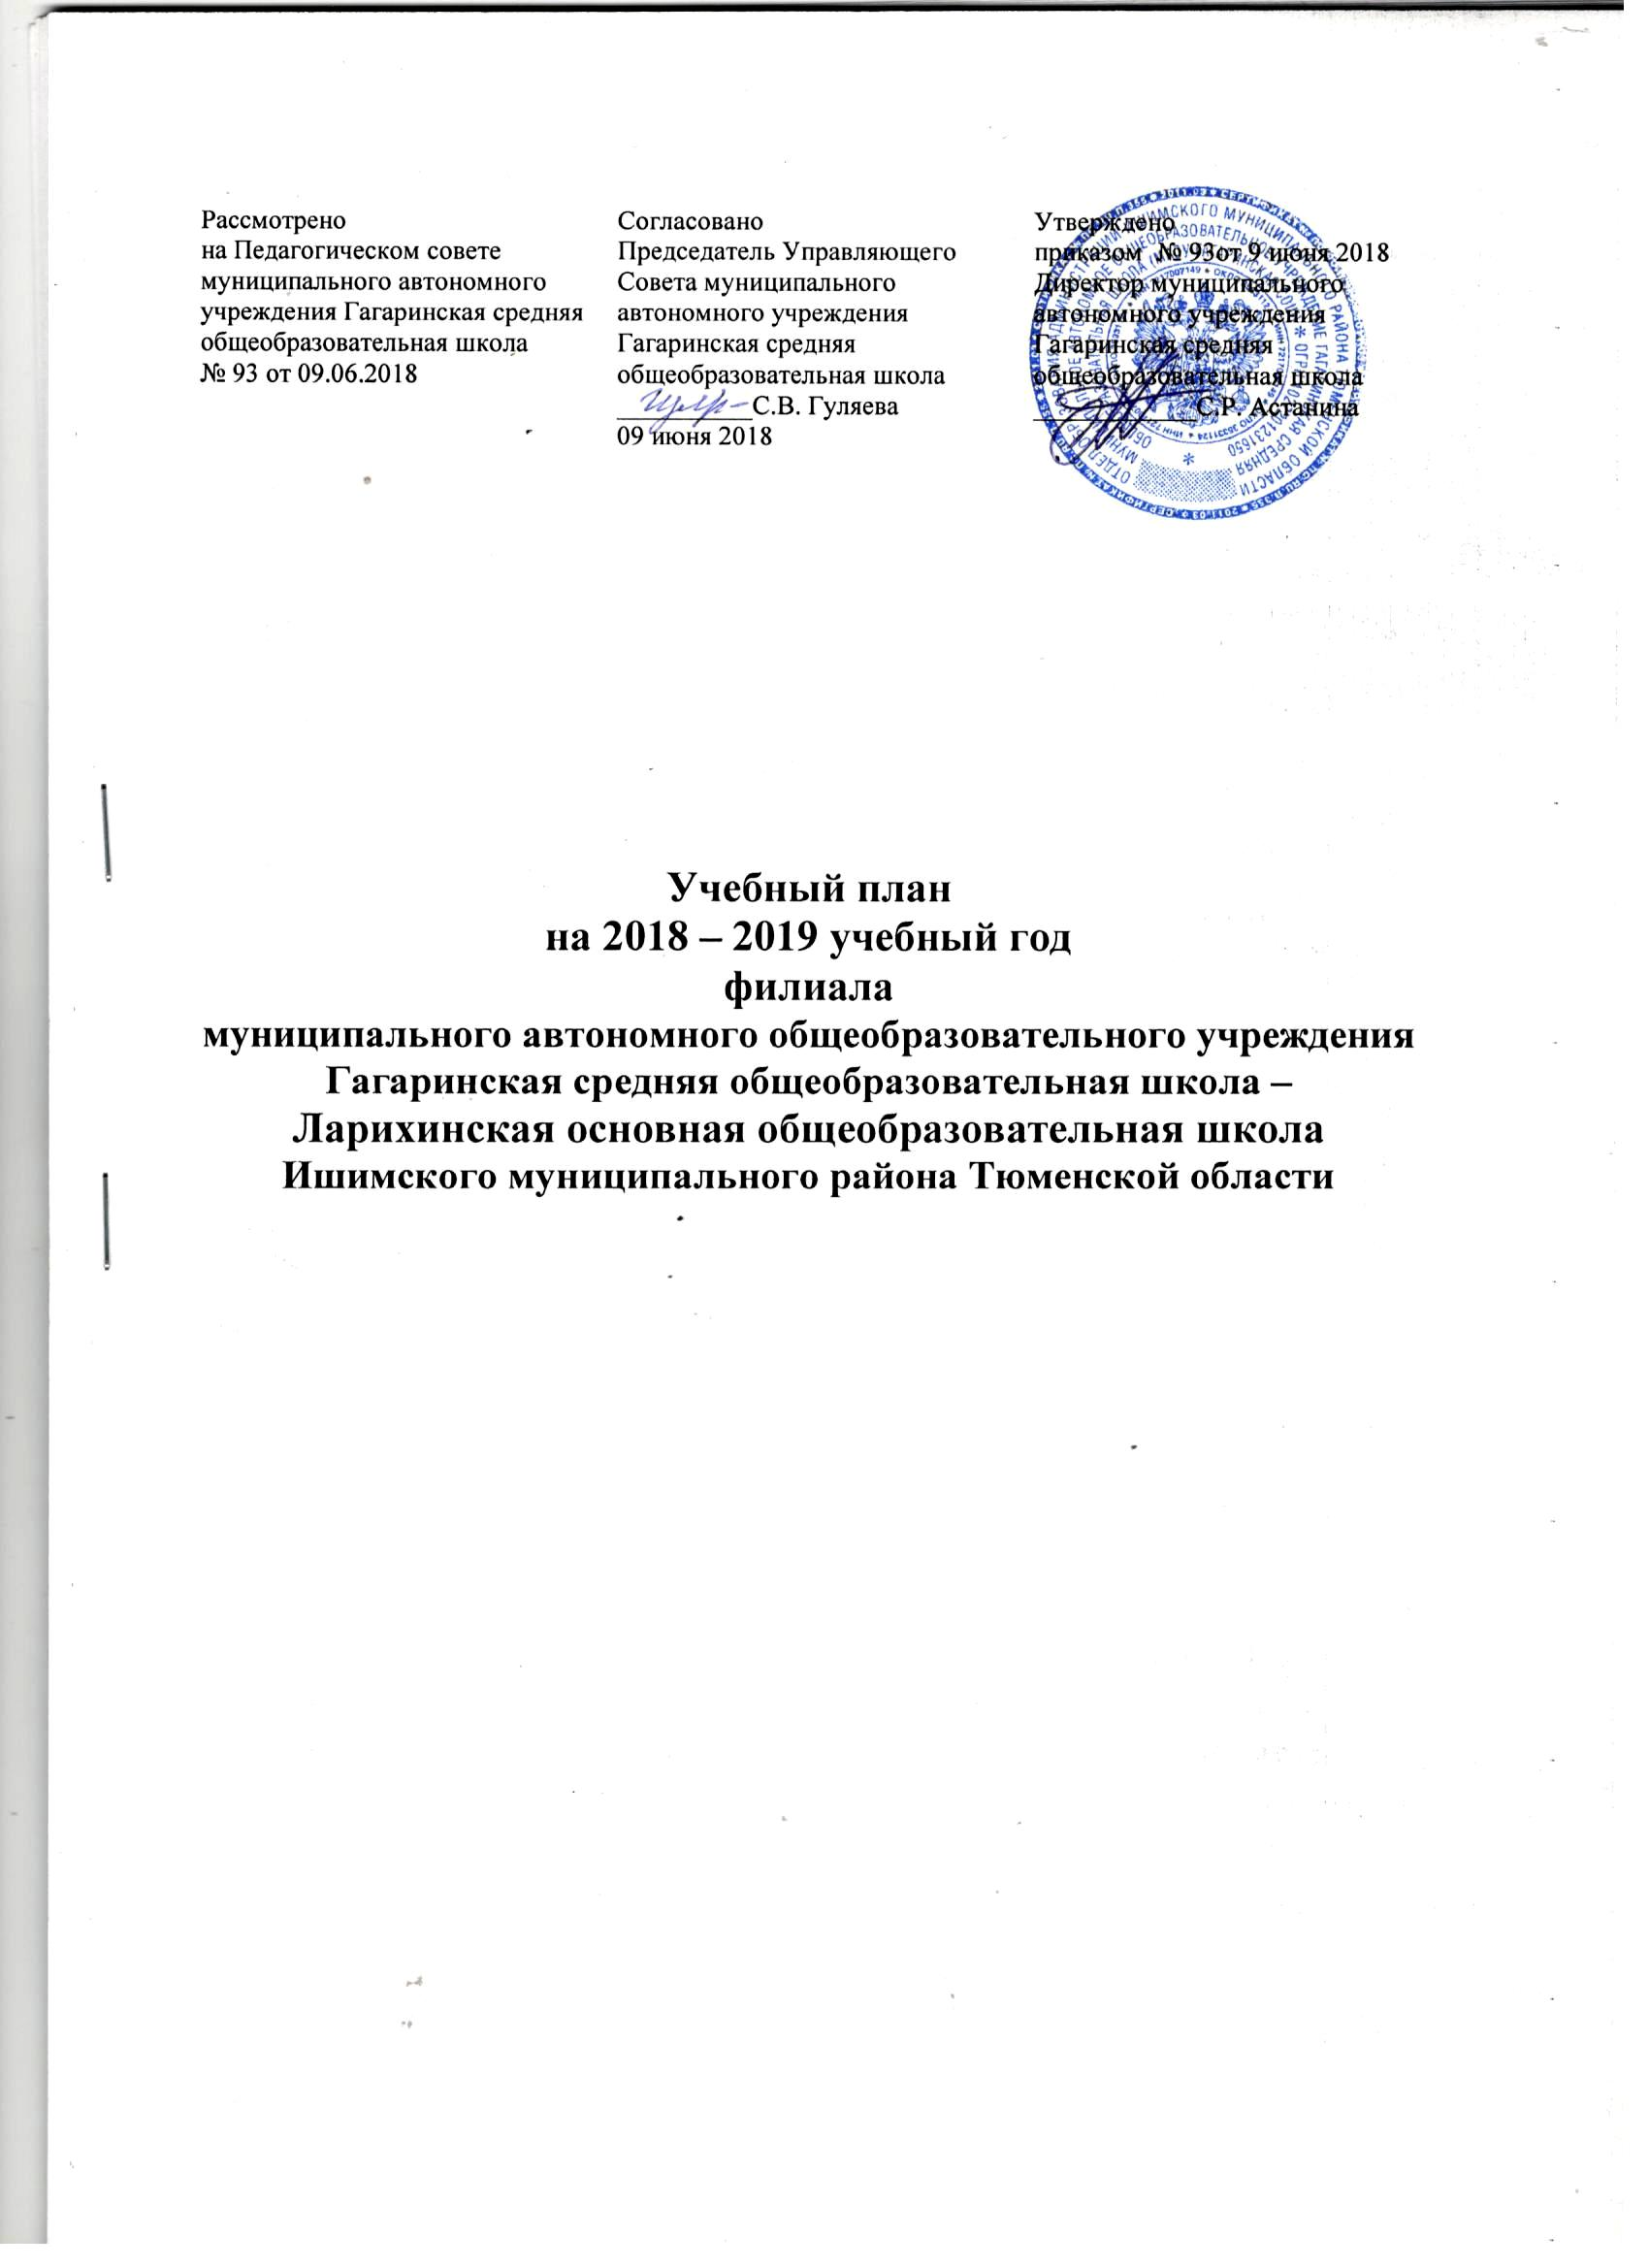 Рассмотрено
на Педагогическом совете
муниципального автономного
учреждения Гагаринская средняя
общеобразовательная школа
№ 93 от 09.06.2018
Согласовано
Председатель Управляющего
Совета муниципального
автономного учреждения
Гагаринская средняя
общеобразовательная школа
__________С.В. Гуляева
09 июня 2018
Утверждено
приказом № 93от 9 июня 2018
Директор муниципального
автономного учреждения
Гагаринская средняя
общеобразовательная школа
____________С.Р. Астанина
Учебный план
на 2018 – 2019 учебный год
филиала
муниципального автономного общеобразовательного учреждения
Гагаринская средняя общеобразовательная школа –
Ларихинская основная общеобразовательная школа
Ишимского муниципального района Тюменской области